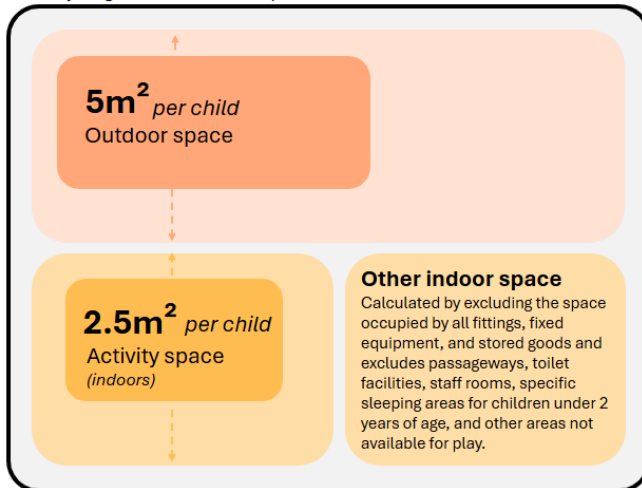 5m² per child
Outdoor space
2.5m² per child
Activity space
(indoors)
Other indoor space
Calculated by excluding the space
occupied by all fittings, fixed
equipment, and stored goods and
excludes passageways, toilet
facilities, staff rooms, specific
sleeping areas for children under 2
years of age, and other areas not
available for play.